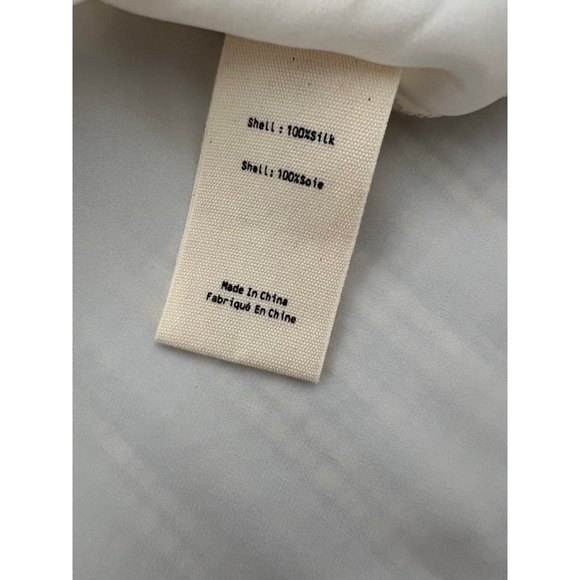 Shell : 100%Silk
Shell: 100%Soie
Made In China
Fabriqué En Chine